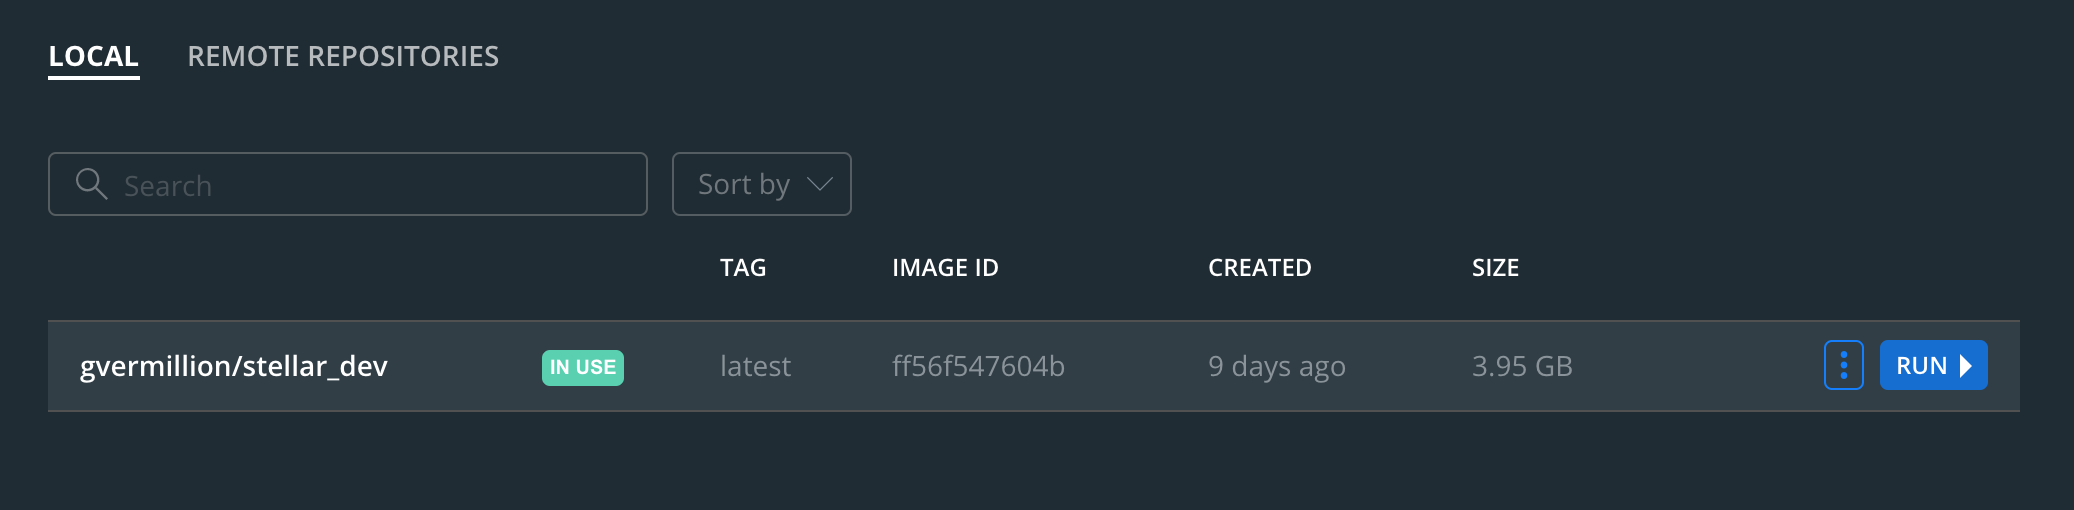 LOCAL REMOTE REPOSITORIES
Search Sort by
TAG IMAGE ID CREATED SIZE
gvermillion/stellar_dev IN USE latest ff56f547604b 9 days ago 3.95 GB RUN